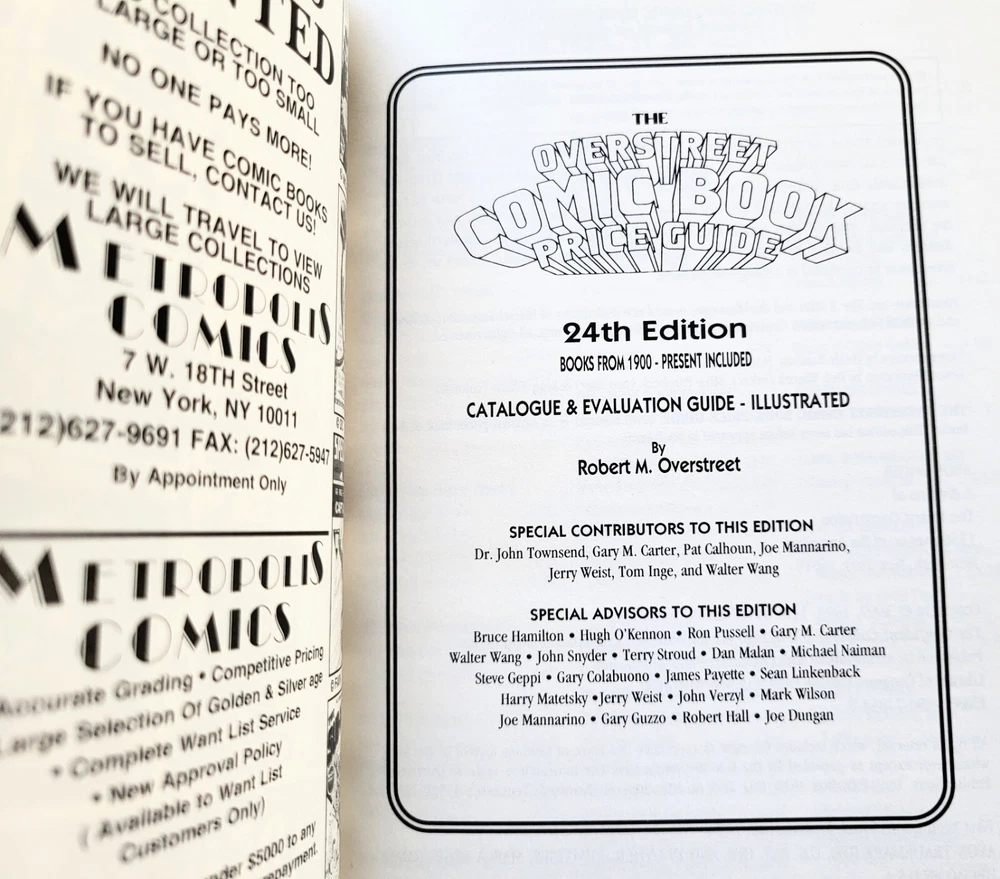 NTED
COLLECTION TOO
LARGE OR TOO SMALL
NO ONE PAYS MORE!
IF YOU HAVE COMIC BOOKS
TO SELL, CONTACT US!
WE WILL TRAVEL TO VIEW
LARGE COLLECTIONS
METROPOLIS
COMICS
7 W. 18TH Street
New York, NY 10011
212)627-9691 FAX: (212)627-5947
By Appointment Only
METROPOLIS
COMICS
Accurate Grading • Competitive Pricing
Large Selection Of Golden & Silver age
• Complete Want List Service
• New Approval Policy
( Available to Want List
Customers Only)
der $5000 to any
repayment.
THE
OVERSTREET
COMIC BOOK
PRICE GUIDE
24th Edition
BOOKS FROM 1900 - PRESENT INCLUDED
CATALOGUE & EVALUATION GUIDE - ILLUSTRATED
By
Robert M. Overstreet
SPECIAL CONTRIBUTORS TO THIS EDITION
Dr. John Townsend, Gary M. Carter, Pat Calhoun, Joe Mannarino,
Jerry Weist, Tom Inge, and Walter Wang
SPECIAL ADVISORS TO THIS EDITION
Bruce Hamilton • Hugh O'Kennon • Ron Pussell • Gary M. Carter
Walter Wang • John Snyder • Terry Stroud • Dan Malan • Michael Naiman
Steve Geppi • Gary Colabuono • James Payette • Sean Linkenback
Harry Matetsky •Jerry Weist • John Verzyl • Mark Wilson
Joe Mannarino • Gary Guzzo • Robert Hall • Joe Dungan